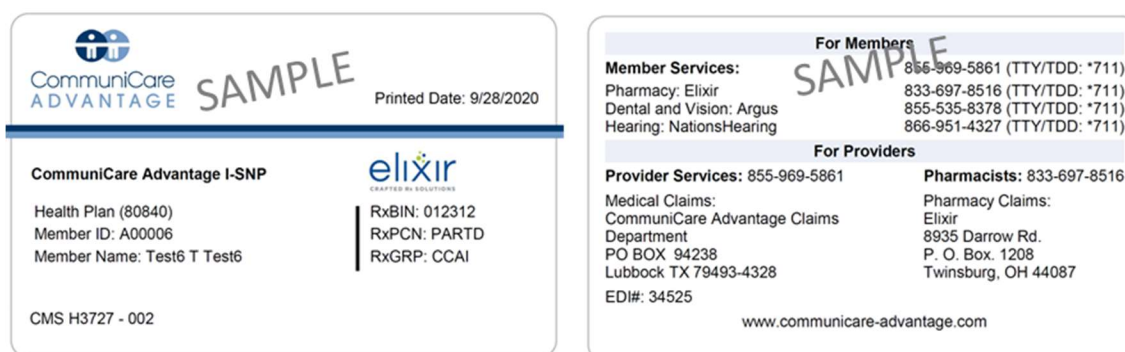 CommuniCare
ADVANTAGE
SAMPLE
Printed Date: 9/28/2020
CommuniCare Advantage I-SNP
elixir
CRAFTED Rx SOLUTIONS
Health Plan (80840)
Member ID: A00006
Member Name: Test6 T Test6
RxBIN: 012312
RxPCN: PARTD
RxGRP: CCAI
CMS H3727 - 002
For Members
SAMPLE
Member Services: 855-969-5861 (TTY/TDD: *711)
Pharmacy: Elixir 833-697-8516 (TTY/TDD: *711)
Dental and Vision: Argus 855-535-8378 (TTY/TDD: *711)
Hearing: NationsHearing 866-951-4327 (TTY/TDD: *711)
For Providers
Provider Services: 855-969-5861
Medical Claims:
CommuniCare Advantage Claims
Department
PO BOX 94238
Lubbock TX 79493-4328
EDI#: 34525
Pharmacists: 833-697-8516
Pharmacy Claims:
Elixir
8935 Darrow Rd.
P. O. Box. 1208
Twinsburg, OH 44087
www.communicare-advantage.com